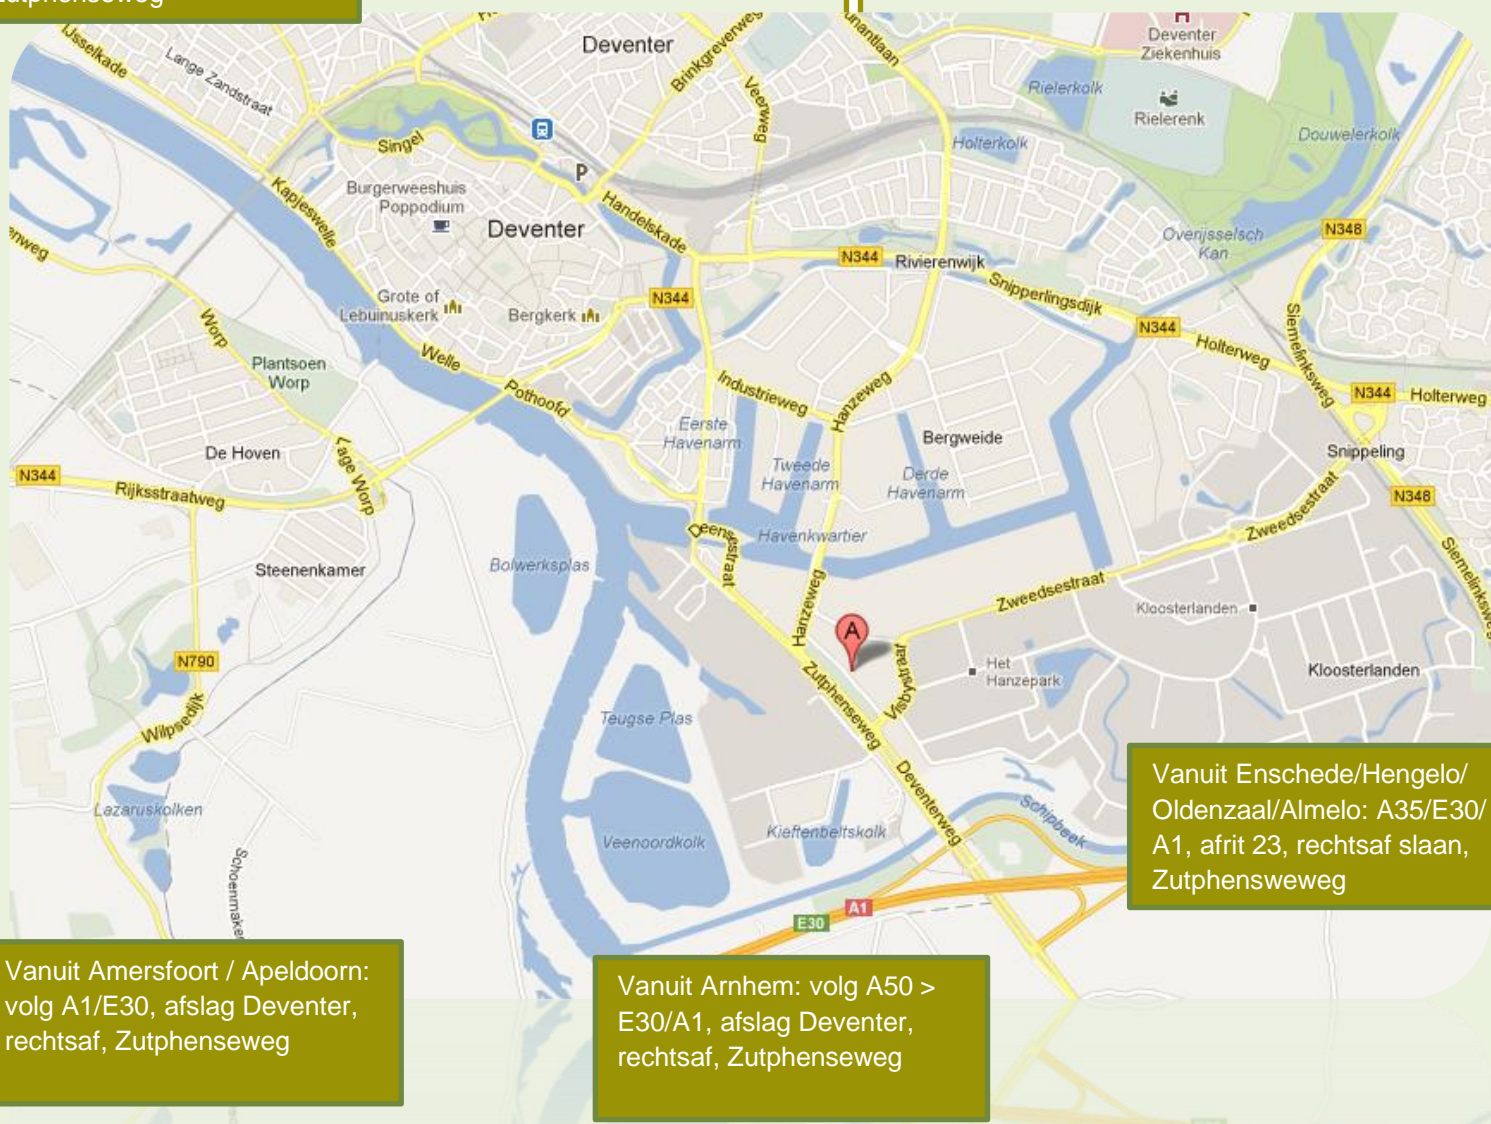 Zutphenseweg
IJsselkade
Lange Zandstraat
Deventer
Brinkgreverweg
Veenweg
Deventer
Ziekenhuis
Rielerkolk
Rielerenk
Douwelerkolk
Holterkolk
Singel
P
Burgerweeshuis
Poppodium
Kapjeswelle
Handelskade
Deventer
N344
Rivierenwijk
Overijsselsch
Kan
N348
Snipperlingsdijk
Grote of
Lebuinuskerk
Bergkerk
N344
N344
Holterweg
Siemelinksweg
Worp
Welle
Plantsoen
Worp
Pothoofd
Industrieweg
Hanzeweg
N344
Holterweg
Eerste
Havenarm
Bergweide
De Hoven
Lage Worp
Tweede
Havenarm
Derde
Havenarm
Snippeling
N344
Rijksstraatweg
N348
Zweedsestraat
Deensestraat
Havenkwartier
Siemelinksweg
Steenenkamer
Bolwerksplas
Hanzeweg
Zweedsestraat
Kloosterlanden
A
N790
Zutphenseweg
Visbystraat
Het
Hanzepark
Kloosterlanden
Teugse Plas
Wilpsedijk
Deventerweg
Lazaruskolken
Veenoordkolk
Kieftenbeltskolk
Schipbeek
A1
E30
Vanuit Enschede/Hengelo/
Oldenzaal/Almelo: A35/E30/
A1, afrit 23, rechtsaf slaan,
Zutphensweweg
Vanuit Amersfoort / Apeldoorn:
volg A1/E30, afslag Deventer,
rechtsaf, Zutphenseweg
Vanuit Arnhem: volg A50 >
E30/A1, afslag Deventer,
rechtsaf, Zutphenseweg